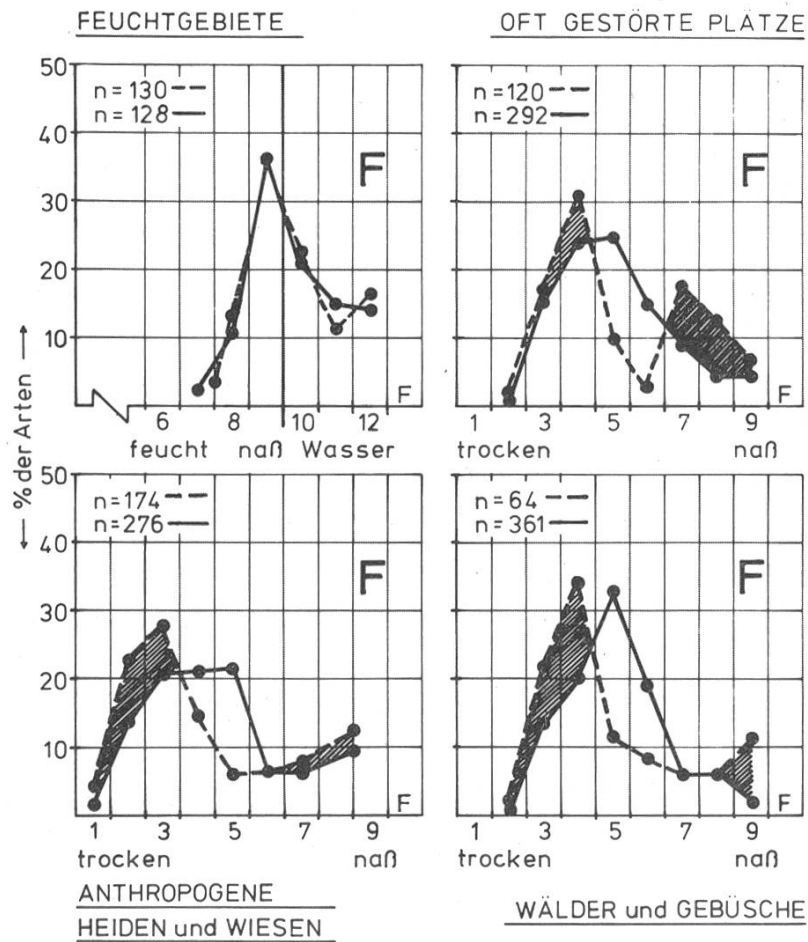 FEUCHTGEBIETE
OFT GESTÖRTE PLÄTZE
← % der Arten →
50
40
30
20
10
n=130
n=128
F
F
6 8 10 12
feucht naß Wasser
n=120
n=292
F
F
1 3 5 7 9
trocken naß
50
40
30
20
10
n=174
n=276
F
F
1 3 5 7 9
trocken naß
n=64
n=361
F
F
1 3 5 7 9
trocken naß
ANTHROPOGENE
HEIDEN und WIESEN
WÄLDER und GEBÜSCHE